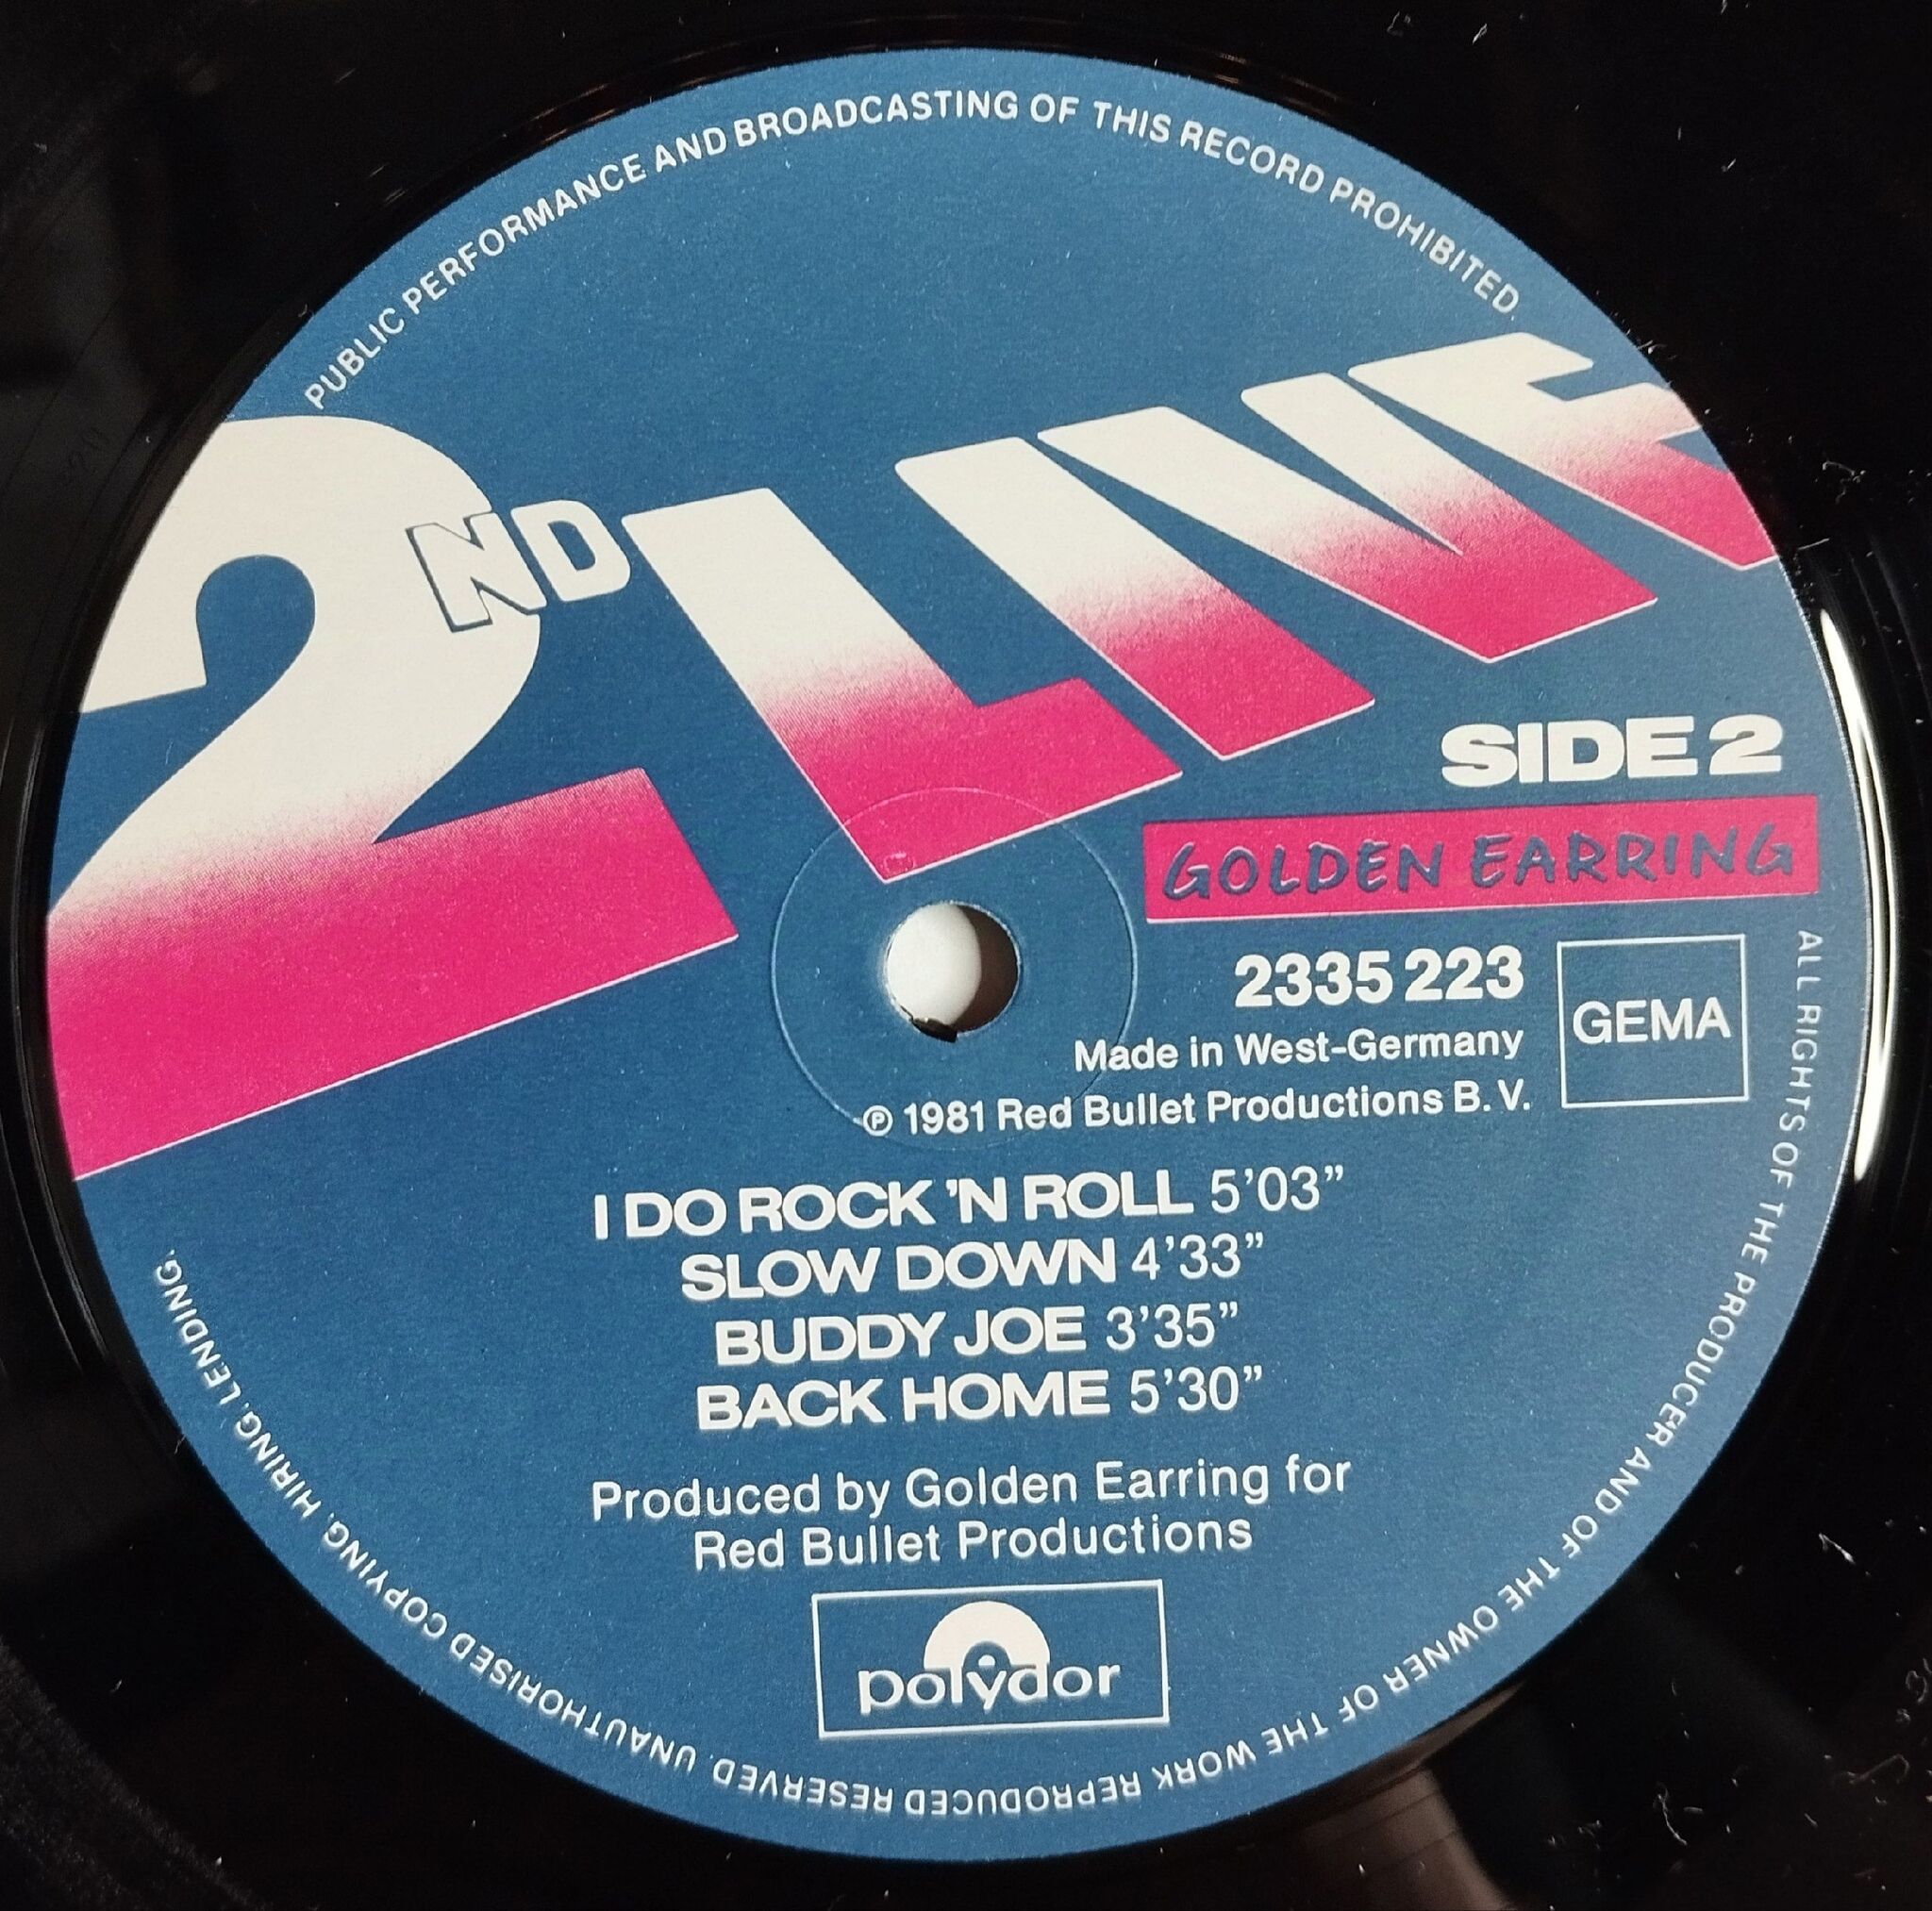 PUBLIC PERFORMANCE AND BROADCASTING OF THIS RECORD PROHIBITED.
2ND LIVE
SIDE 2
GOLDEN EARRING
2335 223
GEMA
Made in West-Germany
℗ 1981 Red Bullet Productions B.V.
I DO ROCK 'N ROLL 5'03”
SLOW DOWN 4'33”
BUDDY JOE 3'35”
BACK HOME 5'30”
Produced by Golden Earring for
Red Bullet Productions
polydor
ALL RIGHTS OF THE PRODUCER AND OF THE OWNER OF THE WORK REPRODUCED RESERVED. UNAUTHORISED COPYING, HIRING, LENDING,